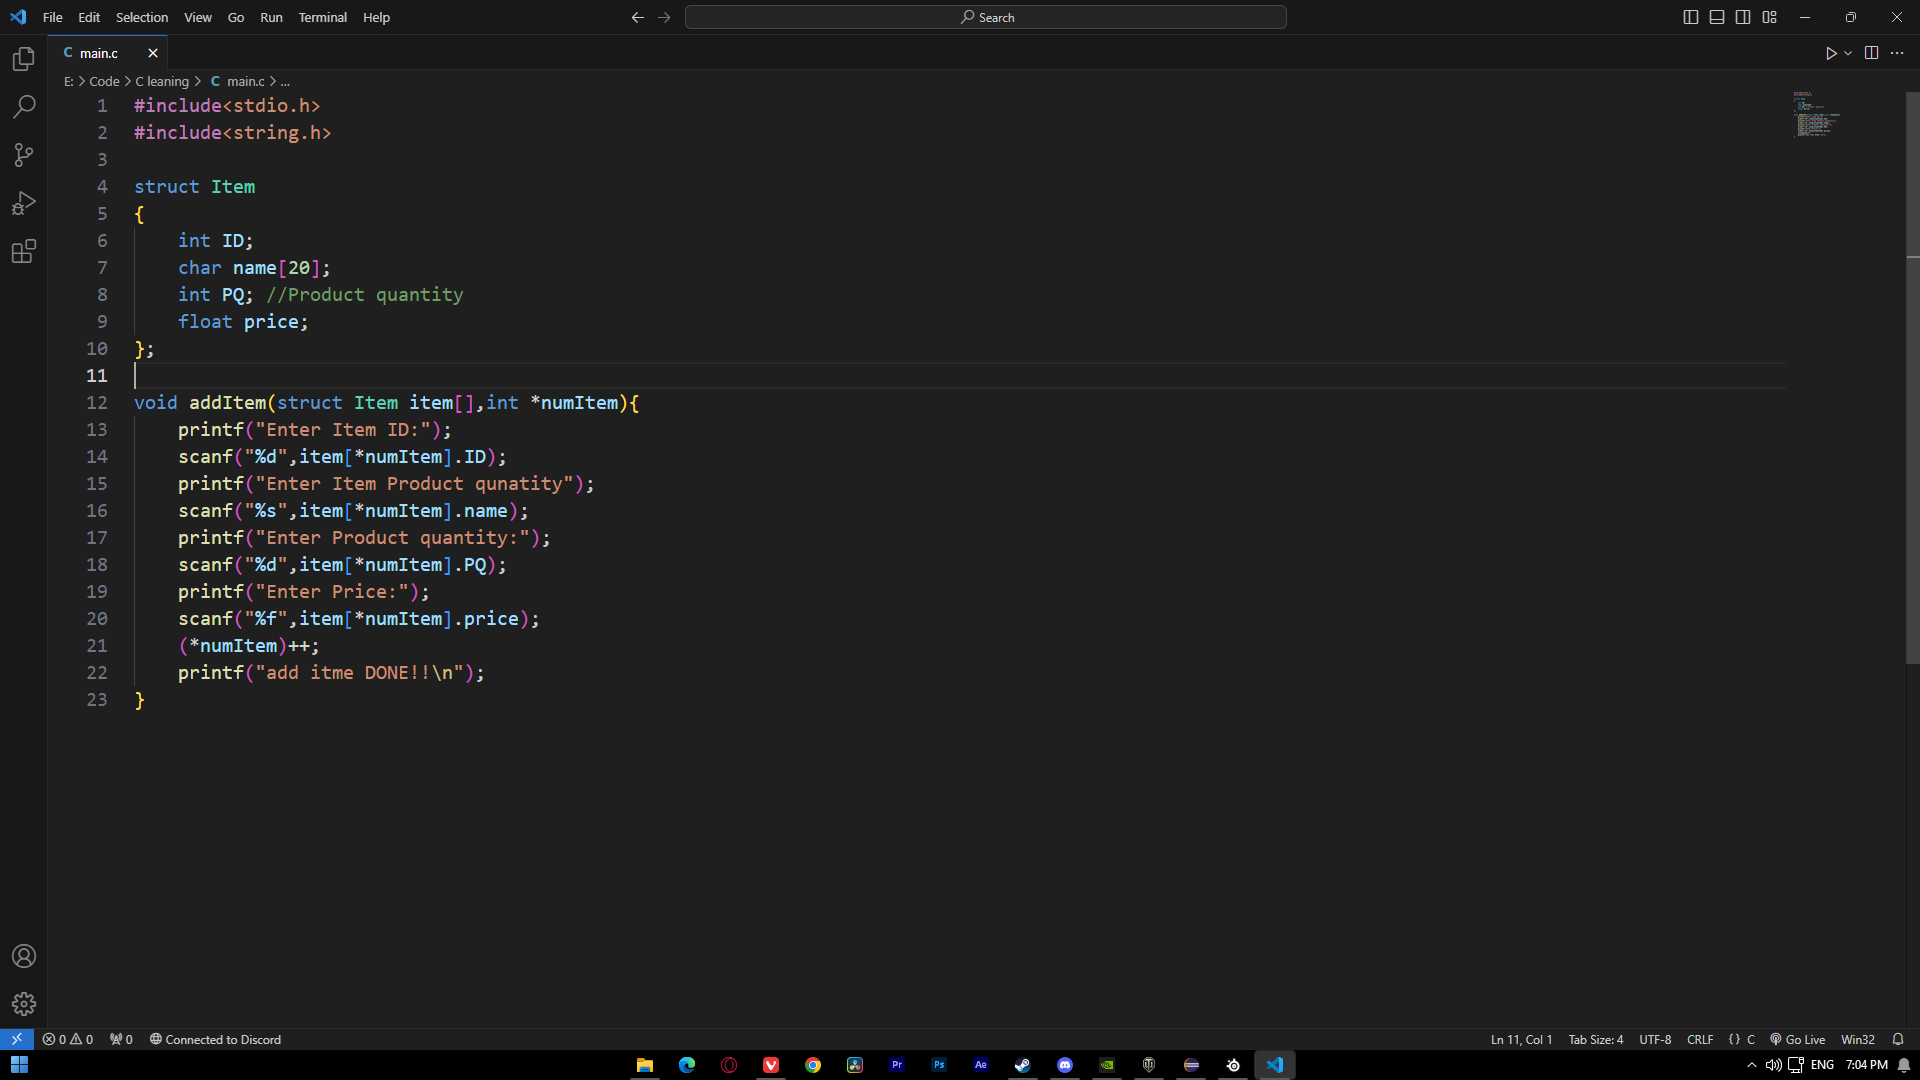 File Edit Selection View Go Run Terminal Help
Search
C main.c
E: > Code > C leaning > C main.c > ...
1 #include<stdio.h>
2 #include<string.h>
3
4 struct Item
5 {
6     int ID;
7     char name[20];
8     int PQ; //Product quantity
9     float price;
10 };
11
12 void addItem(struct Item item[],int *numItem){
13     printf("Enter Item ID:");
14     scanf("%d",item[*numItem].ID);
15     printf("Enter Item Product qunatity");
16     scanf("%s",item[*numItem].name);
17     printf("Enter Product quantity:");
18     scanf("%d",item[*numItem].PQ);
19     printf("Enter Price:");
20     scanf("%f",item[*numItem].price);
21     (*numItem)++;
22     printf("add itme DONE!!\n");
23 }
0 0 0 Connected to Discord Ln 11, Col 1 Tab Size: 4 UTF-8 CRLF {} C Go Live Win32
Pr Ps Ae ENG 7:04 PM